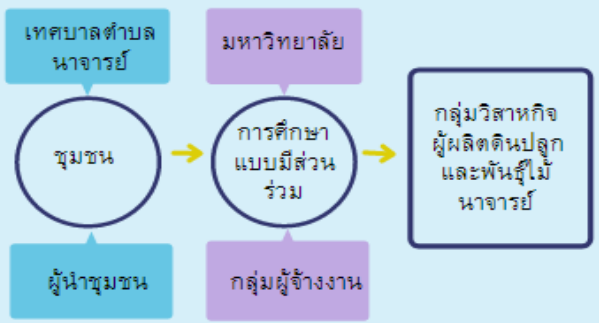 เทศบาลตำบล
นาจารย์
มหาวิทยาลัย
ชุมชน
การศึกษา
แบบมีส่วน
ร่วม
กลุ่มวิสาหกิจ
ผู้ผลิตดินปลูก
และพันธุ์ไม้
นาจารย์
ผู้นำชุมชน
กลุ่มผู้จ้างงาน